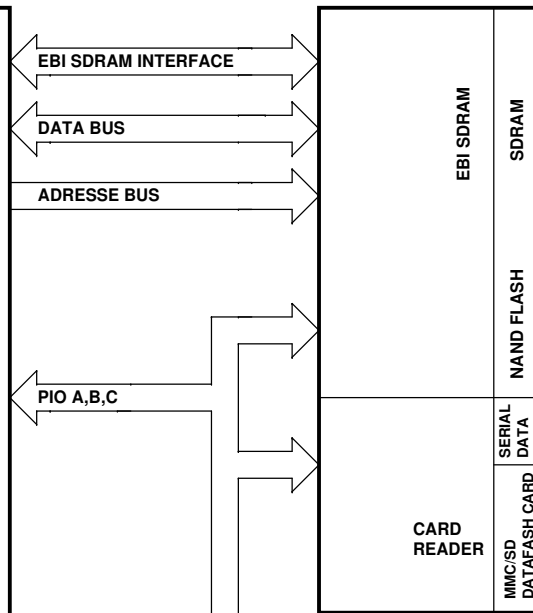 EBI SDRAM INTERFACE
DATA BUS
ADRESSE BUS
PIO A,B,C
EBI SDRAM
SDRAM
NAND FLASH
SERIAL
DATA
CARD
READER
MMC/SD
DATAFASH CARD